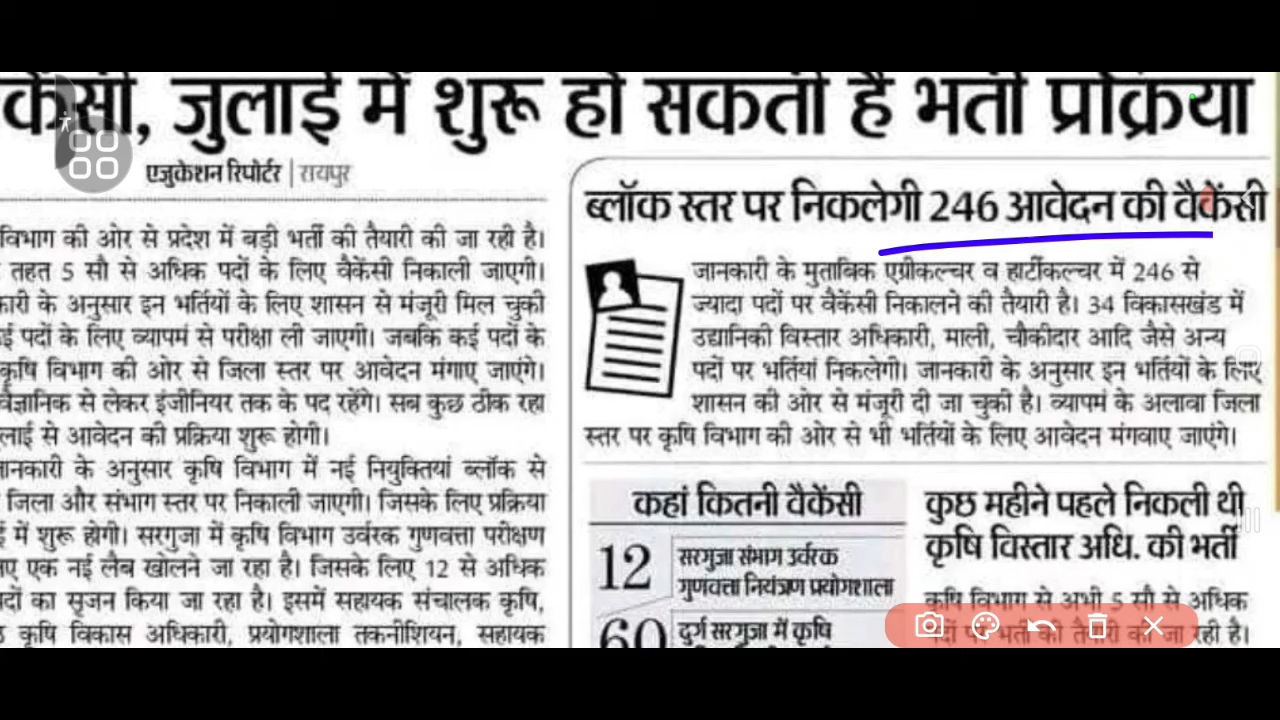 केंसी, जुलाई में शुरू हो सकती है भर्ती प्रक्रिया
एजुकेशन रिपोर्टर | रायपुर
विभाग की ओर से प्रदेश में बड़ी भर्ती की तैयारी की जा रही है।
तहत 5 सौ से अधिक पदों के लिए वैकेंसी निकाली जाएगी।
कारी के अनुसार इन भर्तियों के लिए शासन से मंजूरी मिल चुकी
ई पदों के लिए व्यापमं से परीक्षा ली जाएगी। जबकि कई पदों के
कृषि विभाग की ओर से जिला स्तर पर आवेदन मंगाए जाएंगे।
वैज्ञानिक से लेकर इंजीनियर तक के पद रहेंगे। सब कुछ ठीक रहा
लाई से आवेदन की प्रक्रिया शुरू होगी।
ानकारी के अनुसार कृषि विभाग में नई नियुक्तियां ब्लॉक से
जिला और संभाग स्तर पर निकाली जाएगी। जिसके लिए प्रक्रिया
ई में शुरू होगी। सरगुजा में कृषि विभाग उर्वरक गुणवत्ता परीक्षण
एक नई लैब खोलने जा रहा है। जिसके लिए 12 से अधिक
दों का सृजन किया जा रहा है। इसमें सहायक संचालक कृषि,
कृषि विकास अधिकारी, प्रयोगशाला तकनीशियन, सहायक
ब्लॉक स्तर पर निकलेगी 246 आवेदन की वैकेंसी
जानकारी के मुताबिक एग्रीकल्चर व हार्टीकल्चर में 246 से
ज्यादा पदों पर वैकेंसी निकालने की तैयारी है। 34 विकासखंड में
उद्यानिकी विस्तार अधिकारी, माली, चौकीदार आदि जैसे अन्य
पदों पर भर्तियां निकलेगी। जानकारी के अनुसार इन भर्तियों के लिए
शासन की ओर से मंजूरी दी जा चुकी है। व्यापमं के अलावा जिला
स्तर पर कृषि विभाग की ओर से भी भर्तियों के लिए आवेदन मंगवाए जाएंगे।
कहां कितनी वैकेंसी
12 सरगुजा संभाग उर्वरक
गुणवत्ता नियंत्रण प्रयोगशाला
60 दुर्ग सरगुजा में कृषि
कुछ महीने पहले निकली थी
कृषि विस्तार अधि. की भर्ती
कृषि विभाग से अभी 5 सौ से अधिक
पदों पर भर्ती की तैयारी की जा रही है।